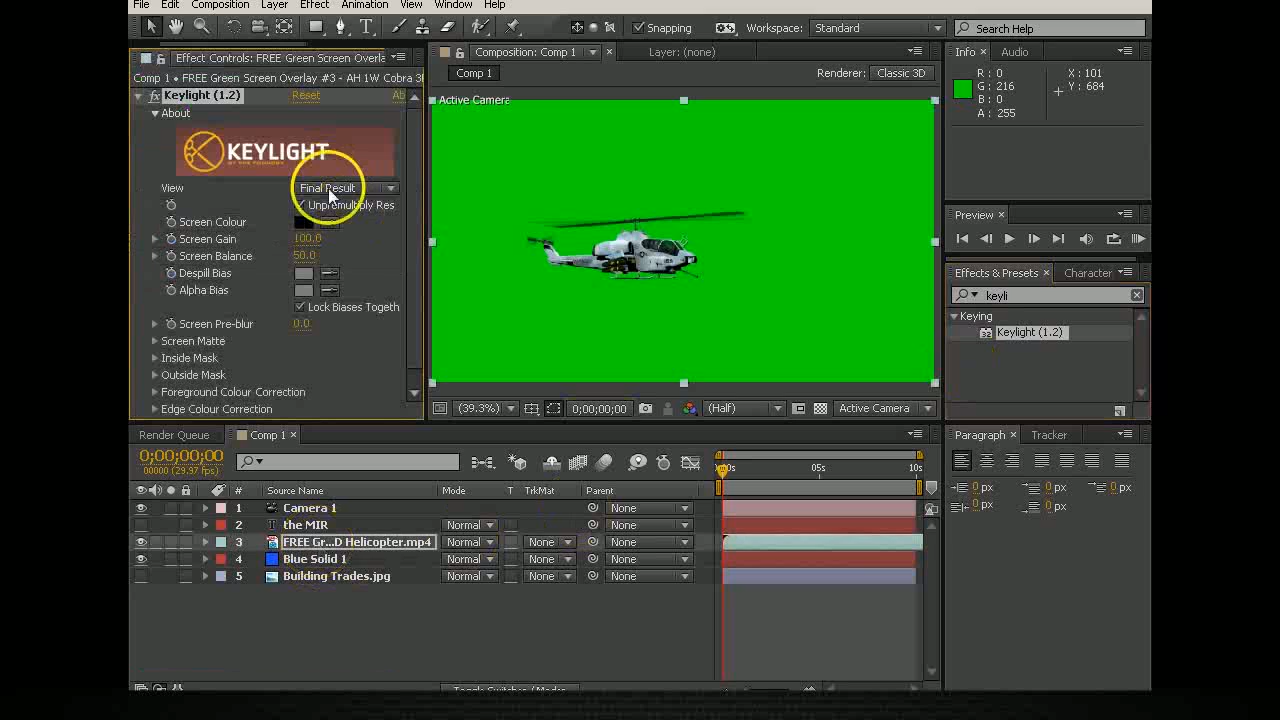 File Edit Composition Layer Effect Animation View Window Help
Snapping Workspace: Standard Search Help
Effect Controls: FREE Green Screen Overla
Comp 1 • FREE Green Screen Overlay #3 - AH 1W Cobra 3
fx Keylight (1.2) Reset Ab
About
KEYLIGHT
View Final Result
Unpremultiply Res
Screen Colour
Screen Gain 100.0
Screen Balance 50.0
Despill Bias
Alpha Bias
Lock Biases Togeth
Screen Pre-blur 0.0
Screen Matte
Inside Mask
Outside Mask
Foreground Colour Correction
Edge Colour Correction
Composition: Comp 1 Layer: (none)
Comp 1 Renderer: Classic 3D
Active Camera
(39.3%) 0;00;00;00 (Half) Active Camera
Info Audio
R: 0 X: 101
G: 216 Y: 684
B: 0
A: 255
Preview
Effects & Presets Character
keyli
Keying
32 Keylight (1.2)
Render Queue Comp 1
0;00;00;00
00000 (29.97 fps)
# Source Name Mode T TrkMat Parent
05s 10s
1 Camera 1 None
2 the MIR Normal None
3 FREE Gr...D Helicopter.mp4 Normal None None
4 Blue Solid 1 Normal None None
5 Building Trades.jpg Normal None None
Toggle Switches / Modes
Paragraph Tracker
0 px 0 px 0 px
0 px 0 px